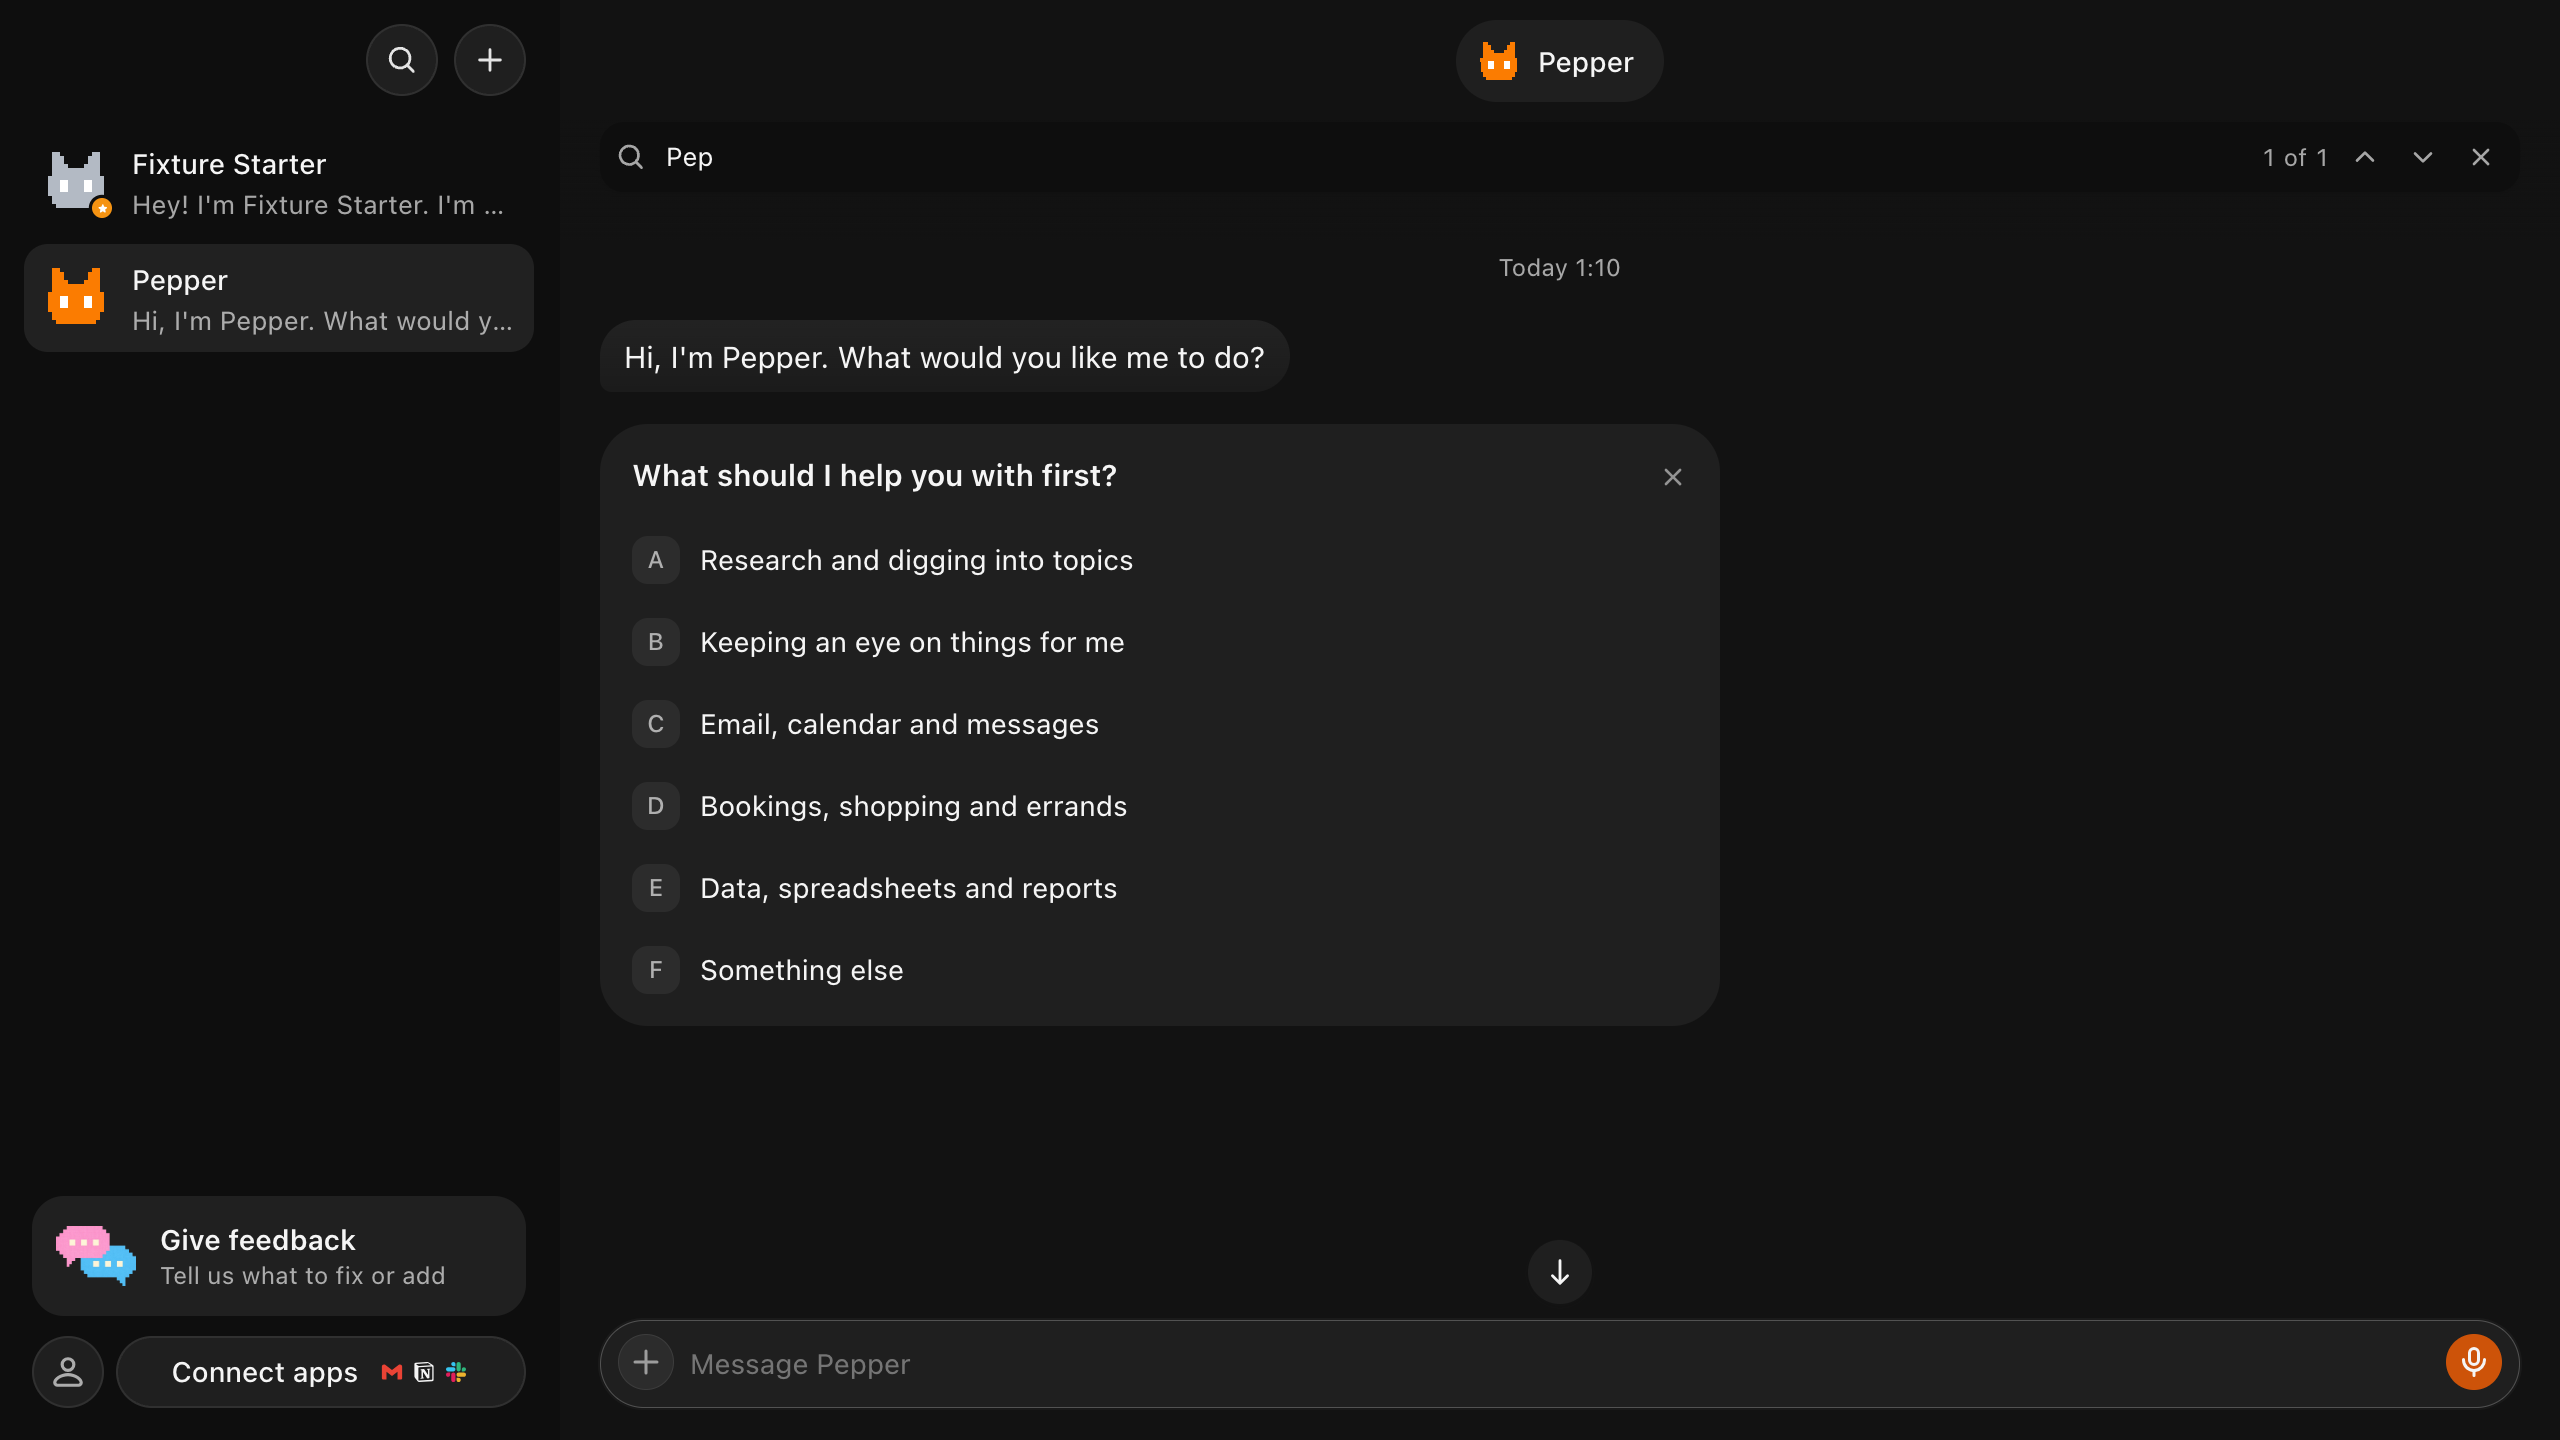 Pepper
Fixture Starter
Hey! I'm Fixture Starter. I'm ...
Pepper
Hi, I'm Pepper. What would y...
Pep
1 of 1
Today 1:10
Hi, I'm Pepper. What would you like me to do?
What should I help you with first?
A Research and digging into topics
B Keeping an eye on things for me
C Email, calendar and messages
D Bookings, shopping and errands
E Data, spreadsheets and reports
F Something else
Give feedback
Tell us what to fix or add
Connect apps
Message Pepper